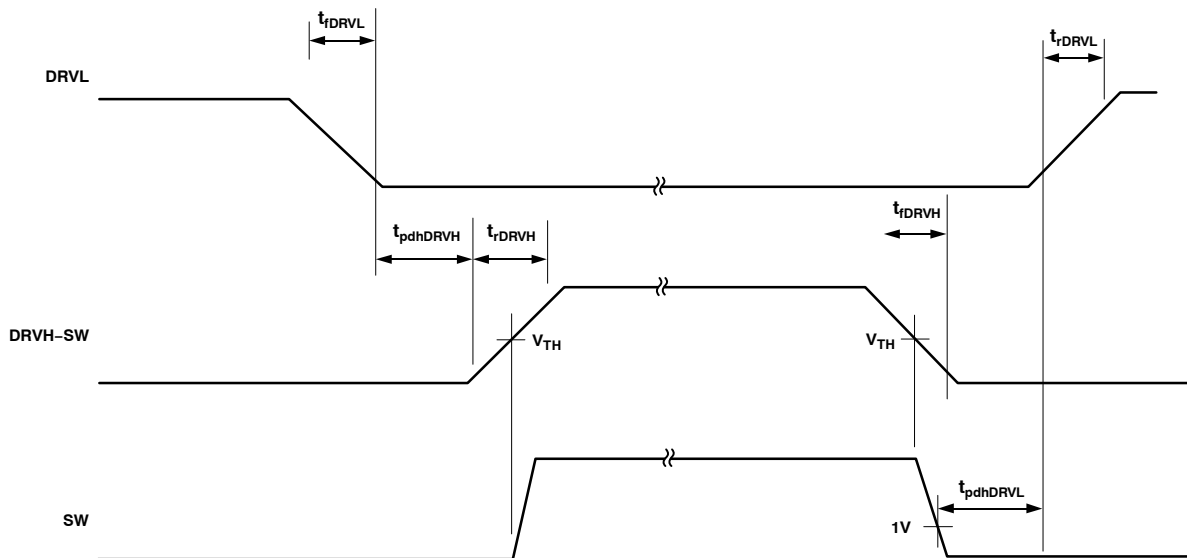 tfDRVL
trDRVL
DRVL
tfDRVH
tpdhDRVH
trDRVH
DRVH–SW
VTH
VTH
tpdhDRVL
SW
1V